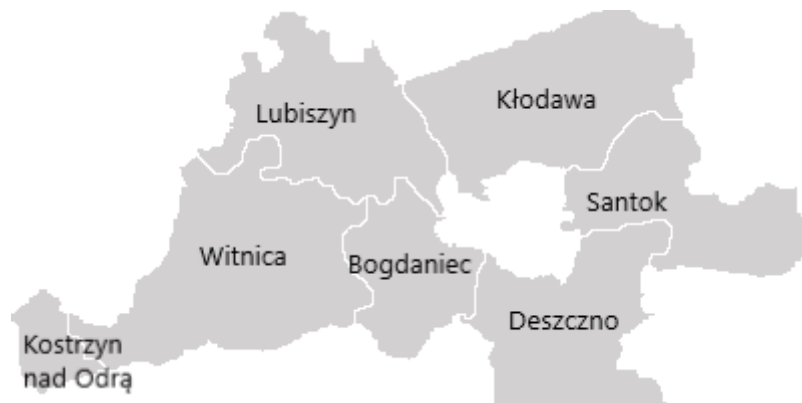 Kłodawa
Lubiszyn
Santok
Witnica
Bogdaniec
Deszczno
Kostrzyn
nad Odrą